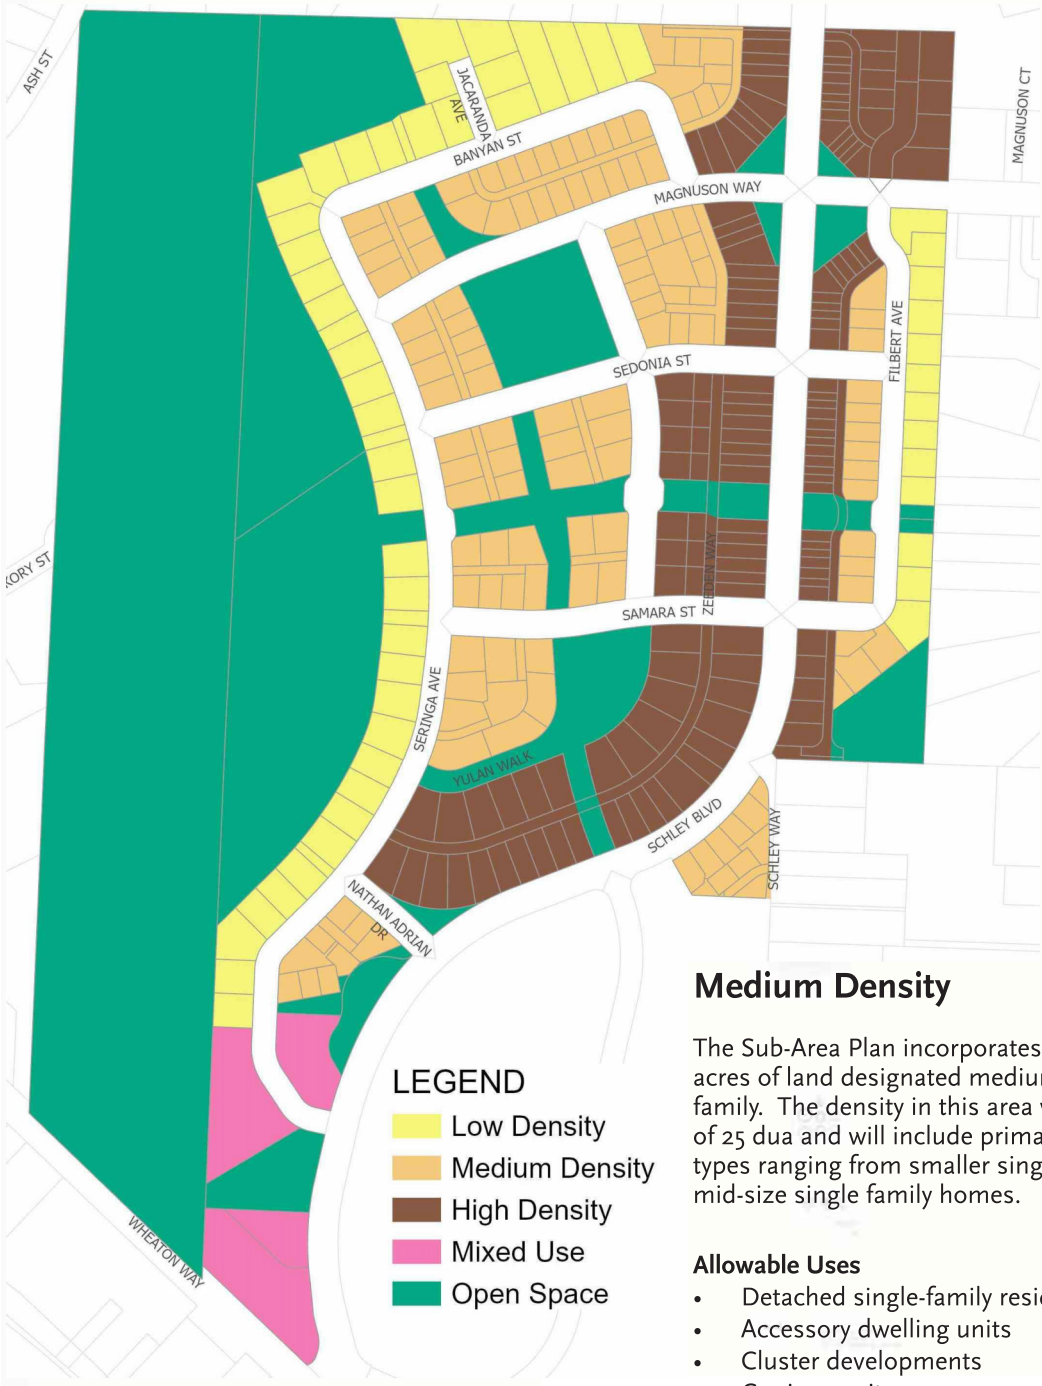 ASH ST
JACARANDA
AVE
BANYAN ST
MAGNUSON CT
MAGNUSON WAY
FILBERT AVE
SEDONIA ST
KORY ST
ZEEDEN WAY
SAMARA ST
SERINGA AVE
YULAN WALK
SCHLEY BLVD
SCHLEY WAY
NATHAN ADRIAN
DR
WHEATON WAY
LEGEND
Low Density
Medium Density
High Density
Mixed Use
Open Space
Medium Density
The Sub-Area Plan incorporates
acres of land designated mediu
family. The density in this area
of 25 dua and will include prima
types ranging from smaller sing
mid-size single family homes.
Allowable Uses
• Detached single-family resi
• Accessory dwelling units
• Cluster developments